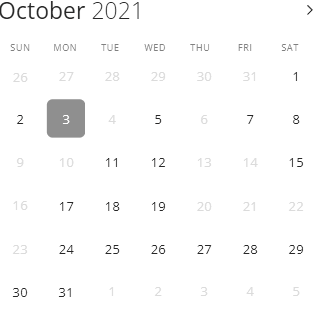 October 2021
SUN MON TUE WED THU FRI SAT
26 27 28 29 30 31 1
2 3 4 5 6 7 8
9 10 11 12 13 14 15
16 17 18 19 20 21 22
23 24 25 26 27 28 29
30 31 1 2 3 4 5